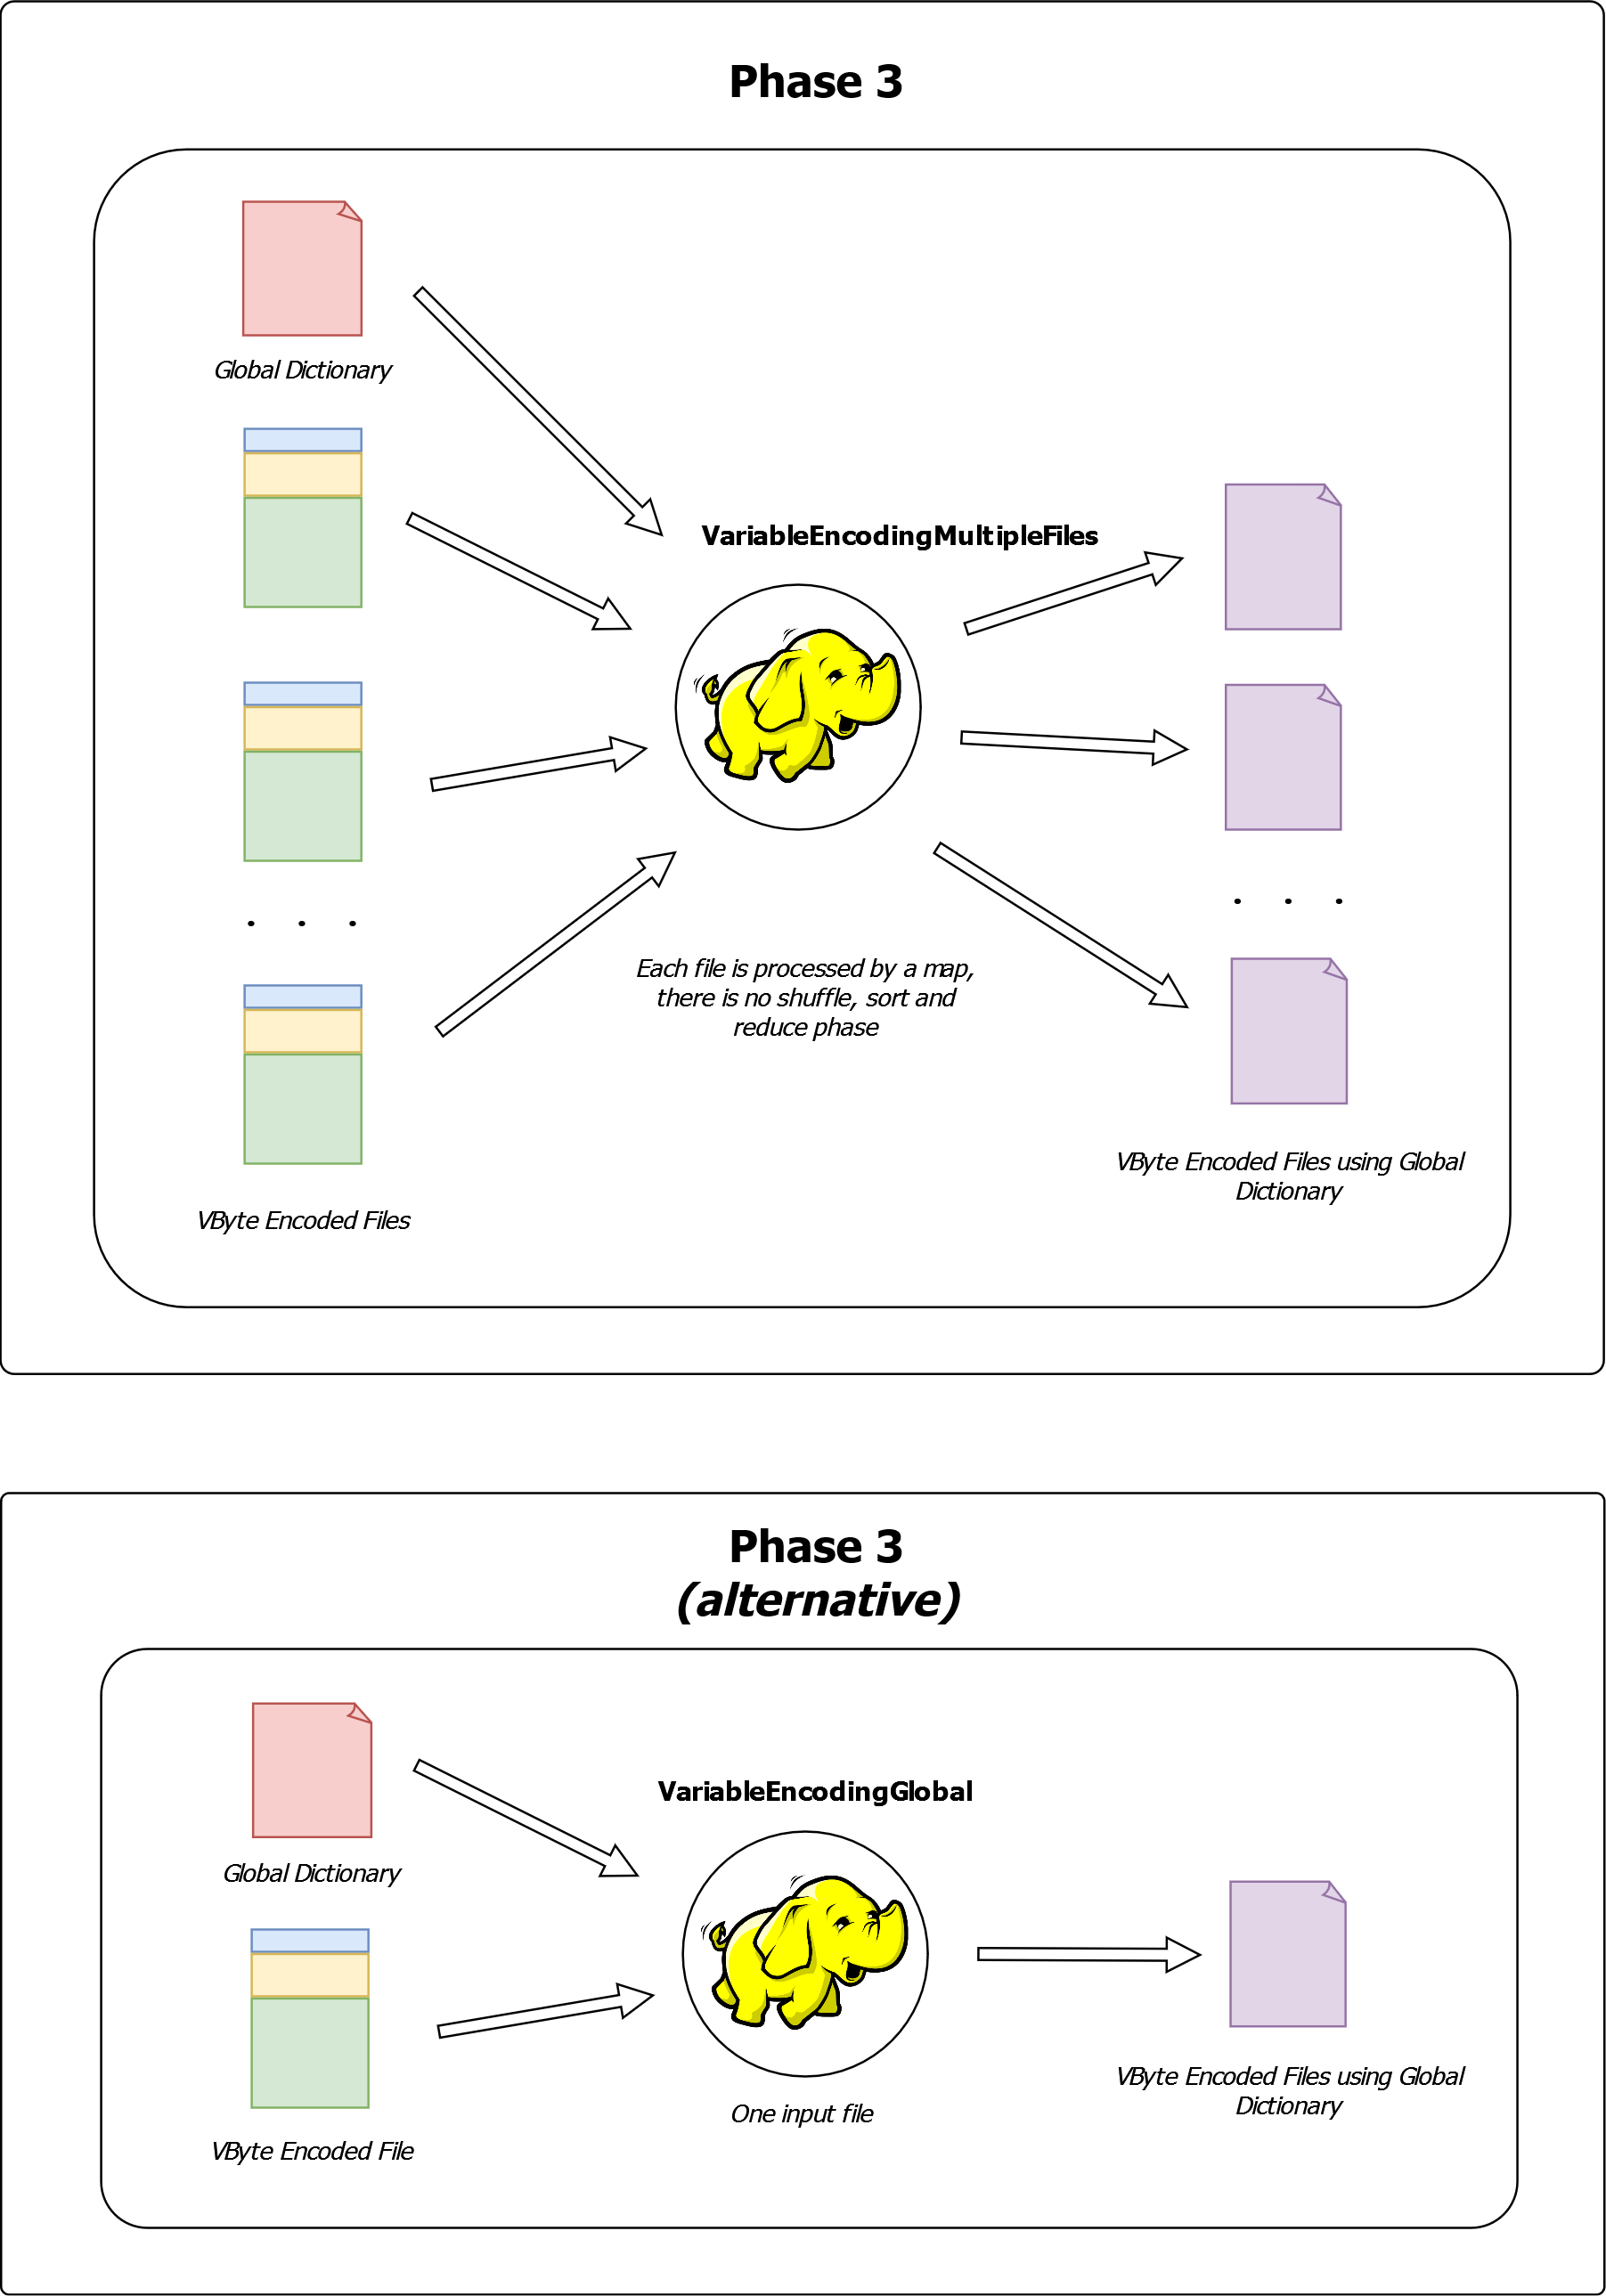 Phase 3
Global Dictionary
VariableEncodingMultipleFiles
. . .
. . .
Each file is processed by a map,
there is no shuffle, sort and
reduce phase
VByte Encoded Files using Global
Dictionary
VByte Encoded Files
Phase 3
(alternative)
VariableEncodingGlobal
Global Dictionary
VByte Encoded Files using Global
Dictionary
One input file
VByte Encoded File